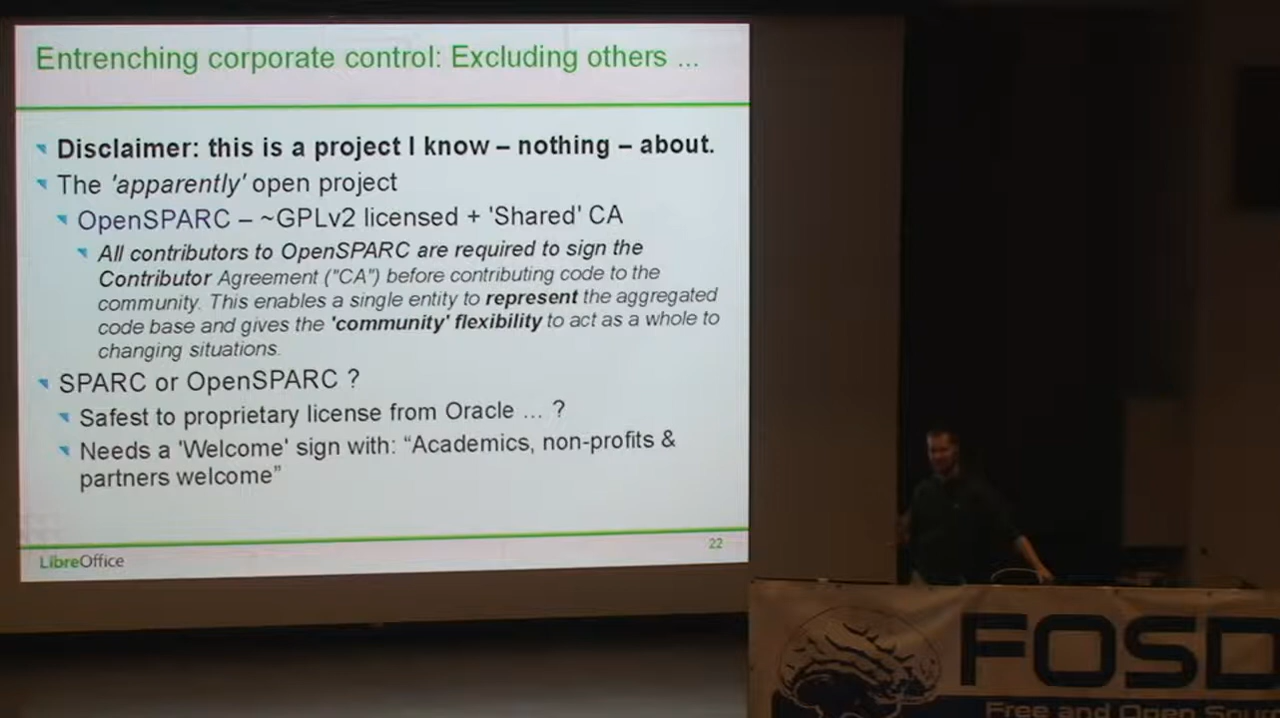 Entrenching corporate control: Excluding others ...
Disclaimer: this is a project I know – nothing – about.
The 'apparently' open project
OpenSPARC – ~GPLv2 licensed + 'Shared' CA
All contributors to OpenSPARC are required to sign the
Contributor Agreement ("CA") before contributing code to the
community. This enables a single entity to represent the aggregated
code base and gives the 'community' flexibility to act as a whole to
changing situations.
SPARC or OpenSPARC ?
Safest to proprietary license from Oracle ... ?
Needs a 'Welcome' sign with: “Academics, non-profits &
partners welcome”
22
LibreOffice
FOSD
Free and Open Sour